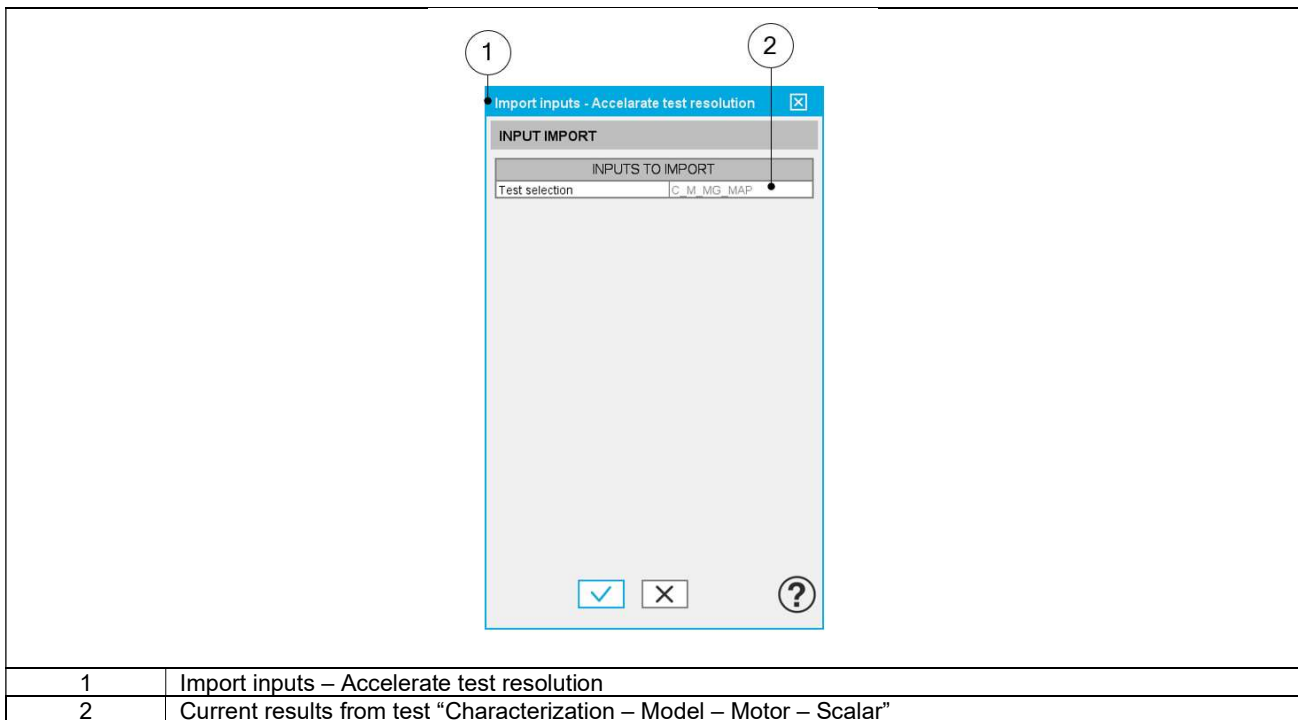 1
2
Import inputs - Accelarate test resolution
INPUT IMPORT
INPUTS TO IMPORT
Test selection C_M_MG_MAP
?
1 Import inputs – Accelerate test resolution
2 Current results from test “Characterization – Model – Motor – Scalar”